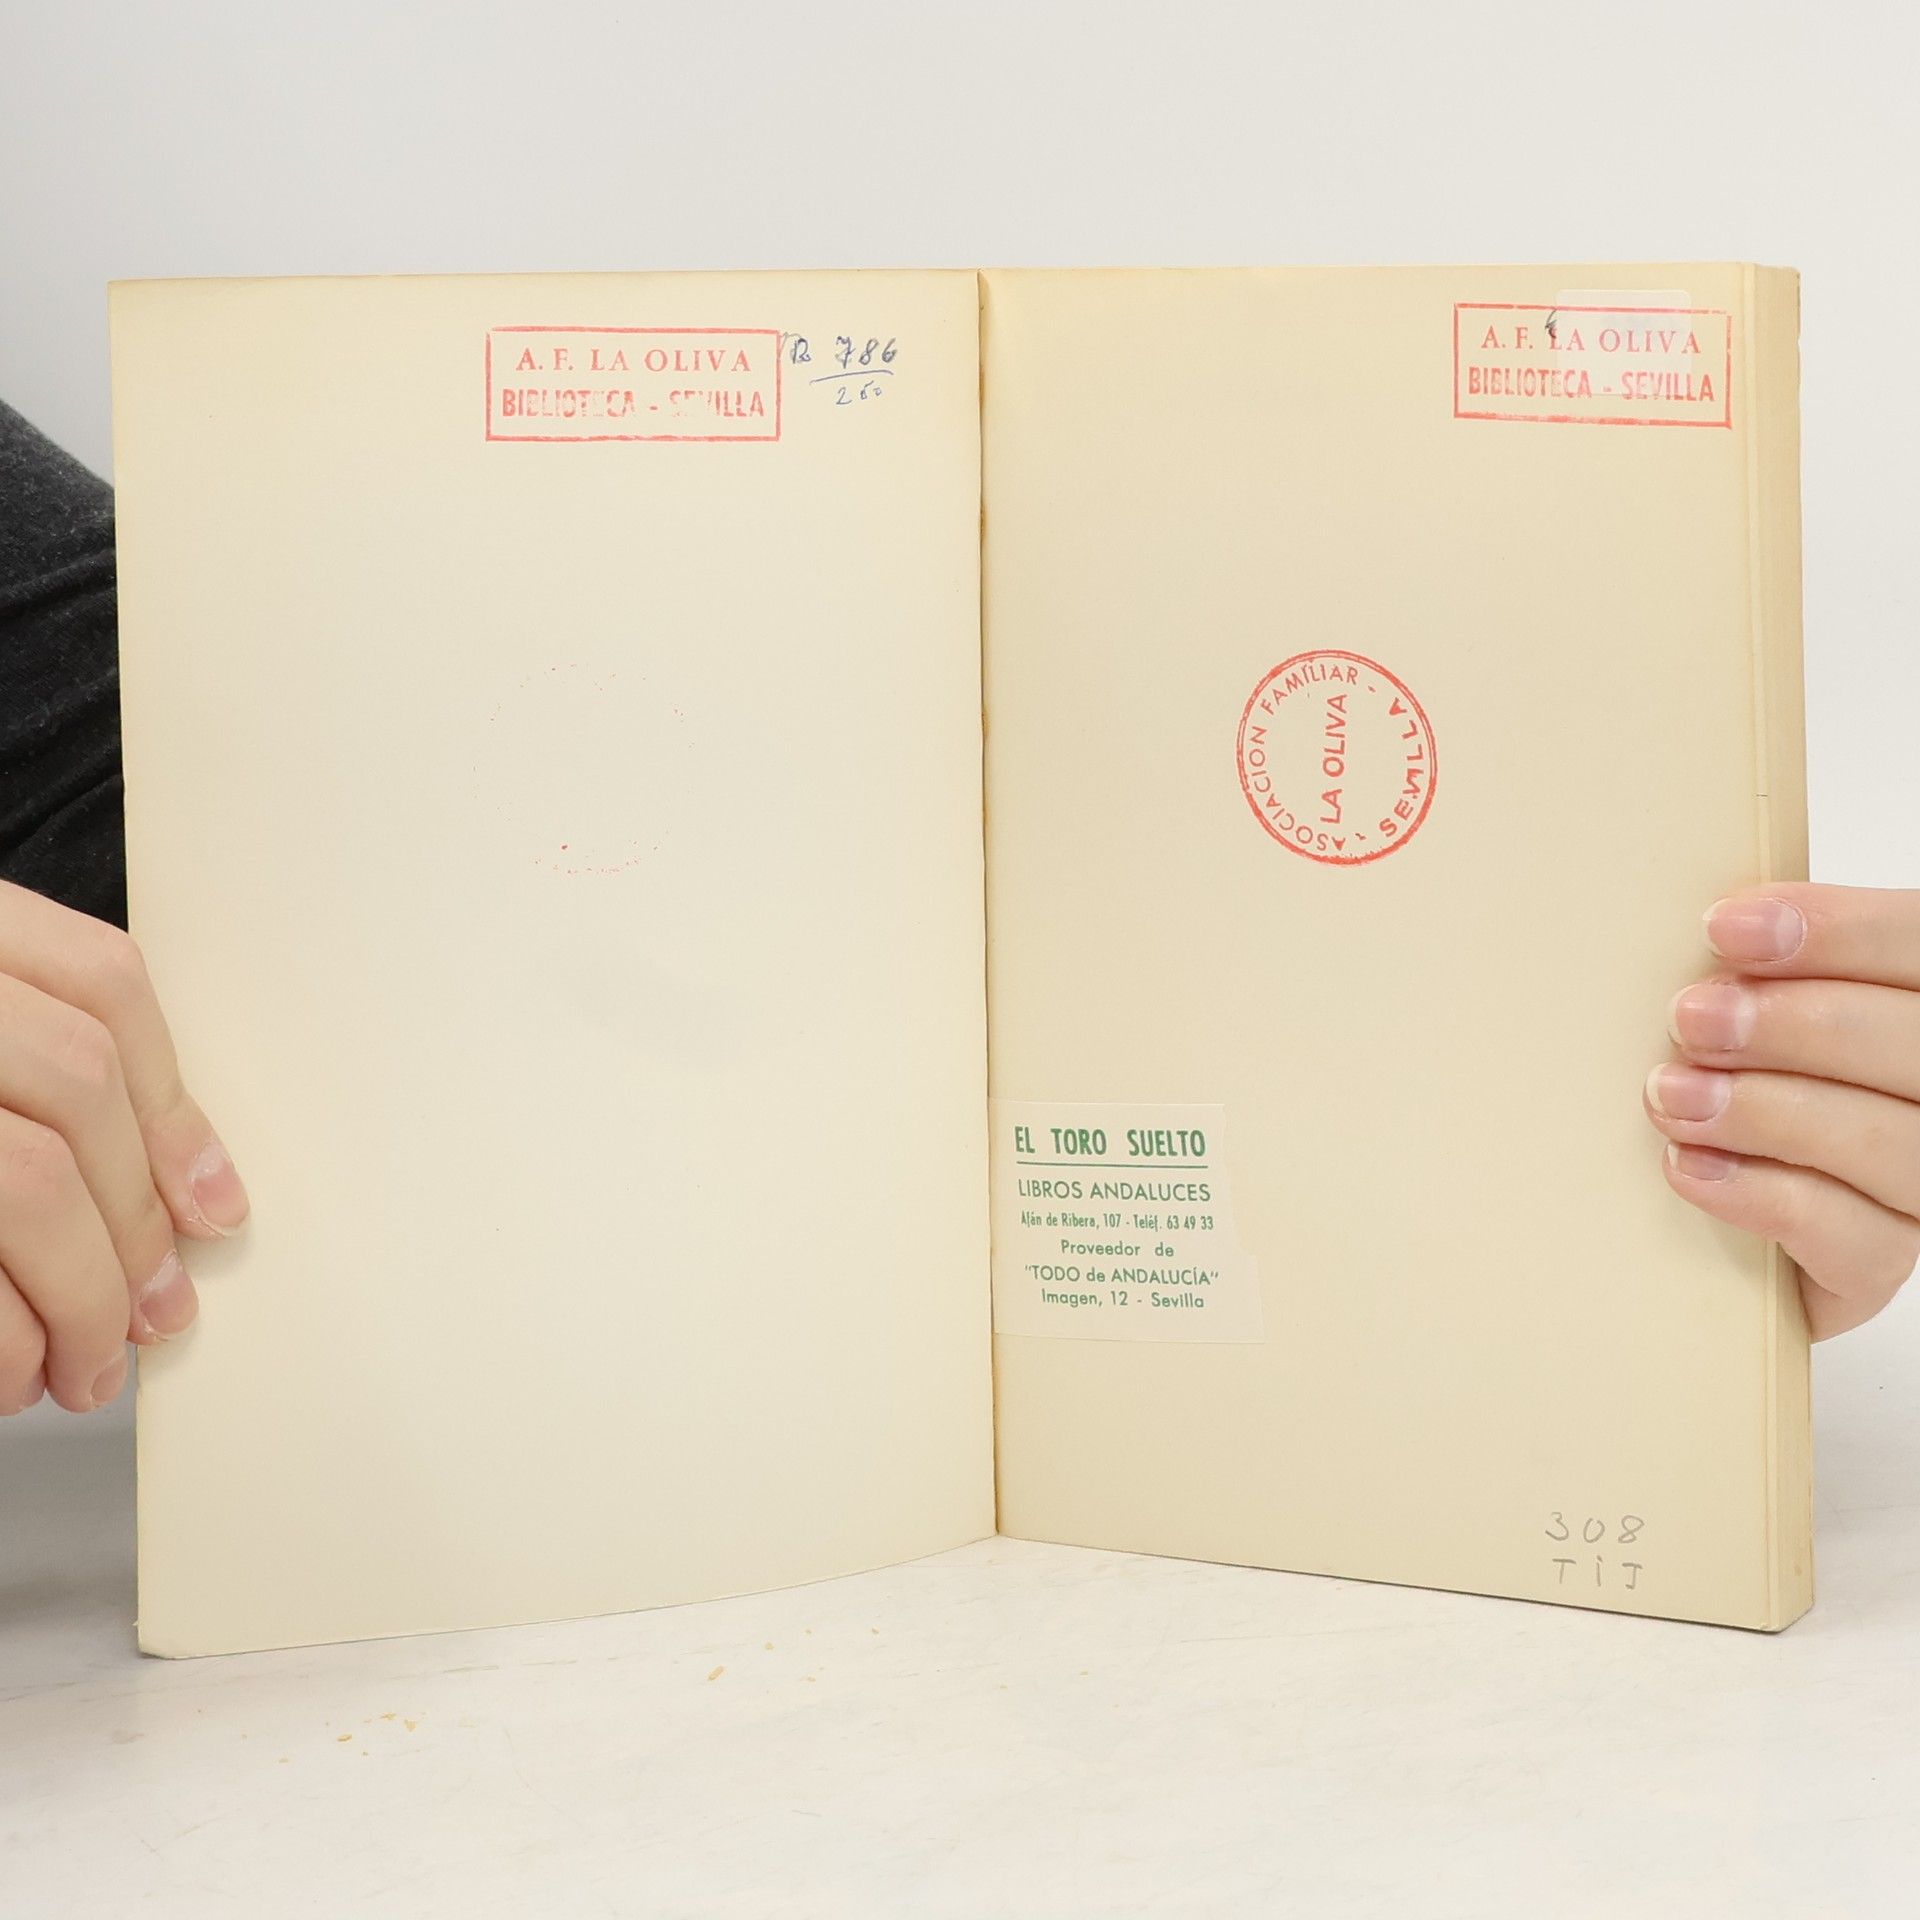 A. F. LA OLIVA
BIBLIOTECA - SEVILLA
R 786
250
A. F. LA OLIVA
BIBLIOTECA - SEVILLA
ASOCIACION FAMILIAR - SEVILLA -
LA OLIVA
EL TORO SUELTO
LIBROS ANDALUCES
Afán de Ribera, 107 - Teléf. 63 49 33
Proveedor de
"TODO de ANDALUCÍA"
Imagen, 12 - Sevilla
308
TiJ